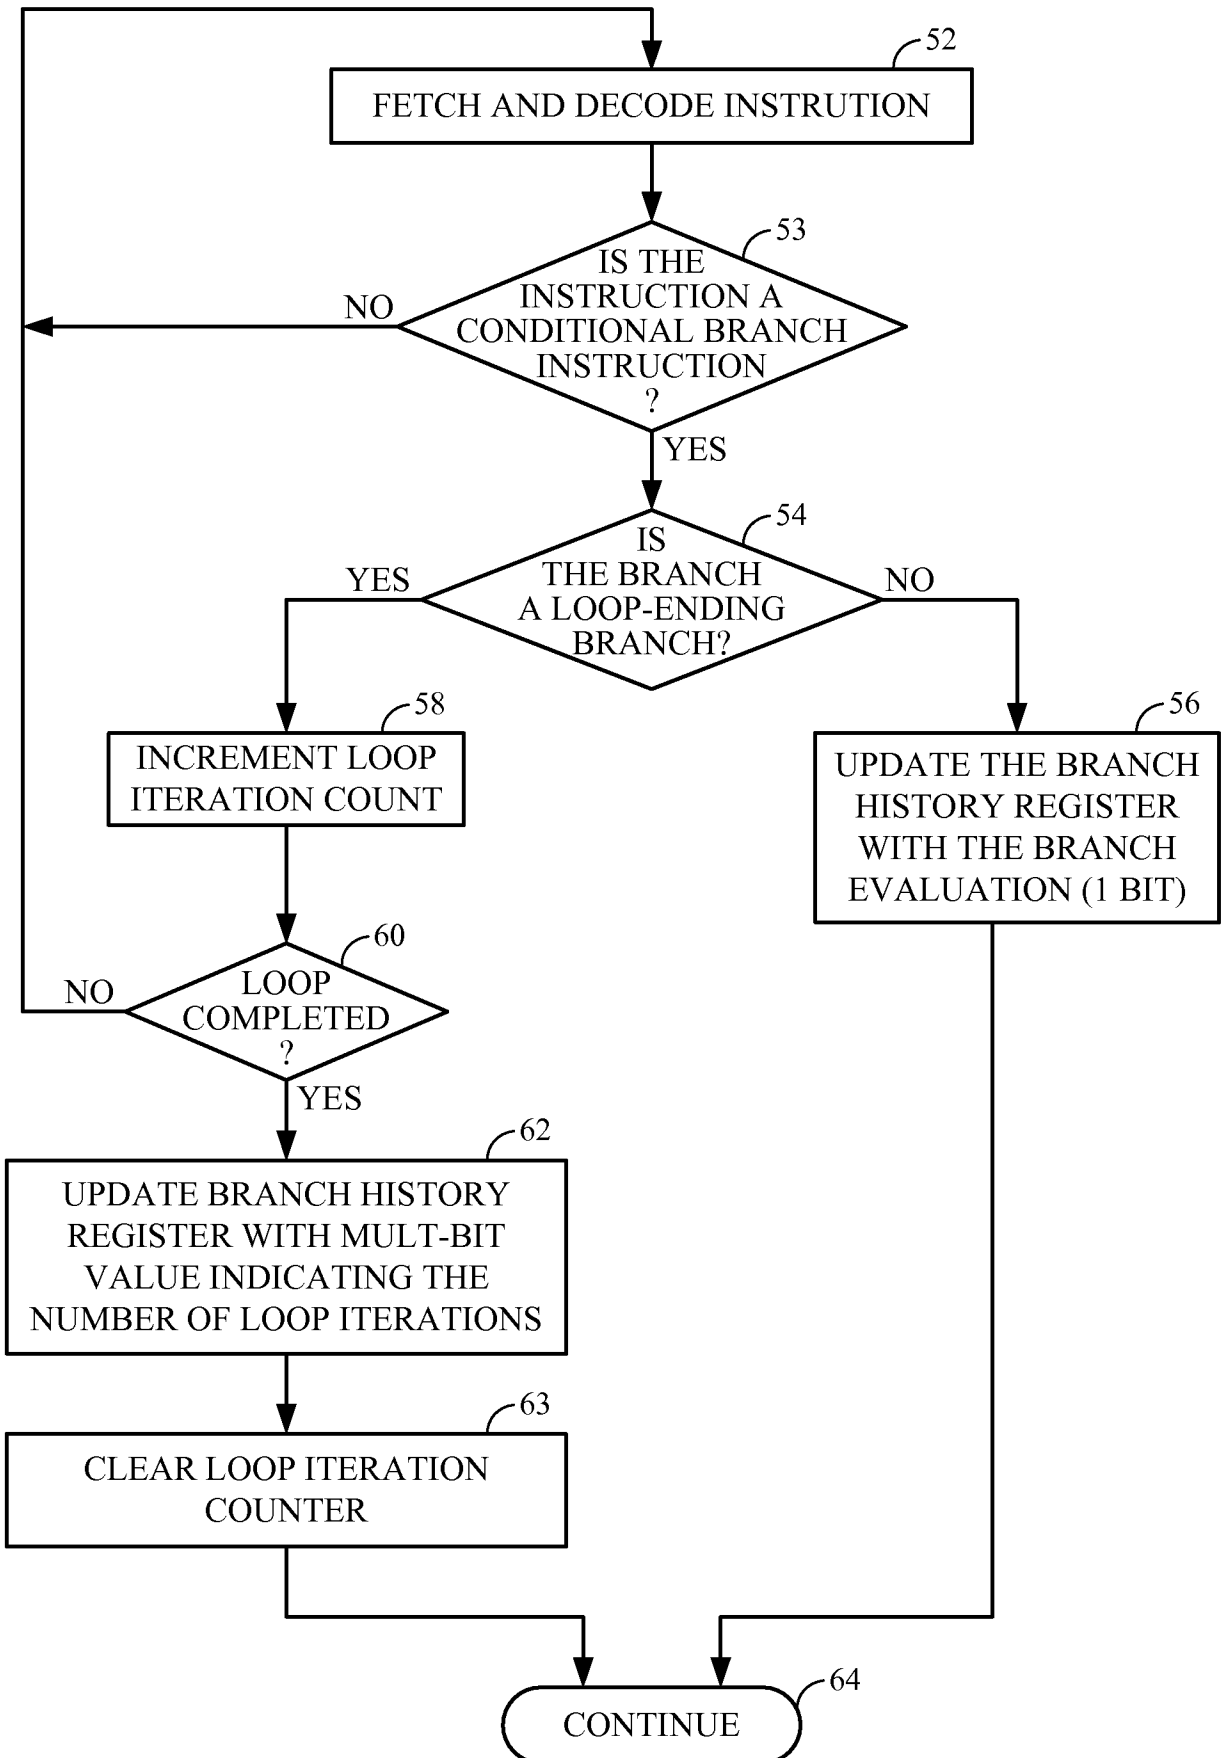 52
FETCH AND DECODE INSTRUTION
53
IS THE
INSTRUCTION A
CONDITIONAL BRANCH
INSTRUCTION
?
NO
YES
54
IS
THE BRANCH
A LOOP-ENDING
BRANCH?
YES
NO
58
INCREMENT LOOP
ITERATION COUNT
56
UPDATE THE BRANCH
HISTORY REGISTER
WITH THE BRANCH
EVALUATION (1 BIT)
60
LOOP
COMPLETED
?
NO
YES
62
UPDATE BRANCH HISTORY
REGISTER WITH MULT-BIT
VALUE INDICATING THE
NUMBER OF LOOP ITERATIONS
63
CLEAR LOOP ITERATION
COUNTER
64
CONTINUE